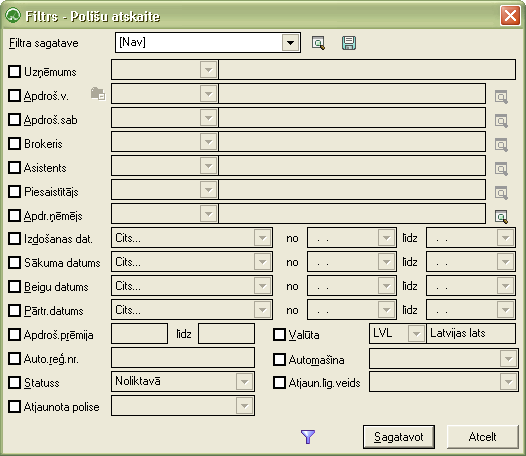 Filtrs - Polišu atskaite
Filtra sagatave [Nav]
Uzņēmums
Apdroš.v.
Apdroš.sab
Brokeris
Asistents
Piesaistītājs
Apdr.ņēmējs
Izdošanas dat. Cits... no . . līdz . .
Sākuma datums Cits... no . . līdz . .
Beigu datums Cits... no . . līdz . .
Pārtr.datums Cits... no . . līdz . .
Apdroš.prēmija līdz Valūta LVL Latvijas lats
Auto.reģ.nr. Automašīna
Statuss Noliktavā Atjaun.līg.veids
Atjaunota polise
Sagatavot Atcelt